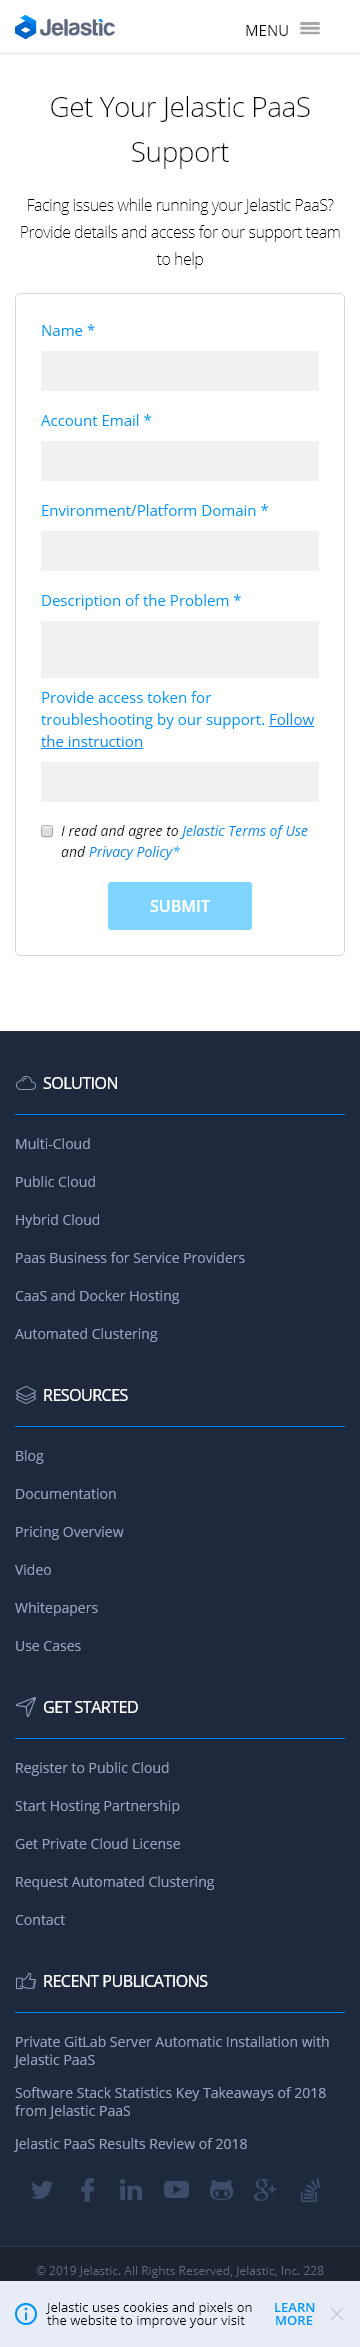 Jelastic
MENU
Get Your Jelastic PaaS
Support
Facing issues while running your Jelastic PaaS?
Provide details and access for our support team
to help
Name *
Account Email *
Environment/Platform Domain *
Description of the Problem *
Provide access token for
troubleshooting by our support. Follow
the instruction
I read and agree to Jelastic Terms of Use
and Privacy Policy*
SUBMIT
SOLUTION
Multi-Cloud
Public Cloud
Hybrid Cloud
Paas Business for Service Providers
CaaS and Docker Hosting
Automated Clustering
RESOURCES
Blog
Documentation
Pricing Overview
Video
Whitepapers
Use Cases
GET STARTED
Register to Public Cloud
Start Hosting Partnership
Get Private Cloud License
Request Automated Clustering
Contact
RECENT PUBLICATIONS
Private GitLab Server Automatic Installation with
Jelastic PaaS
Software Stack Statistics Key Takeaways of 2018
from Jelastic PaaS
Jelastic PaaS Results Review of 2018
© 2019 Jelastic. All Rights Reserved, Jelastic, Inc. 228
Jelastic uses cookies and pixels on
the website to improve your visit
LEARN
MORE